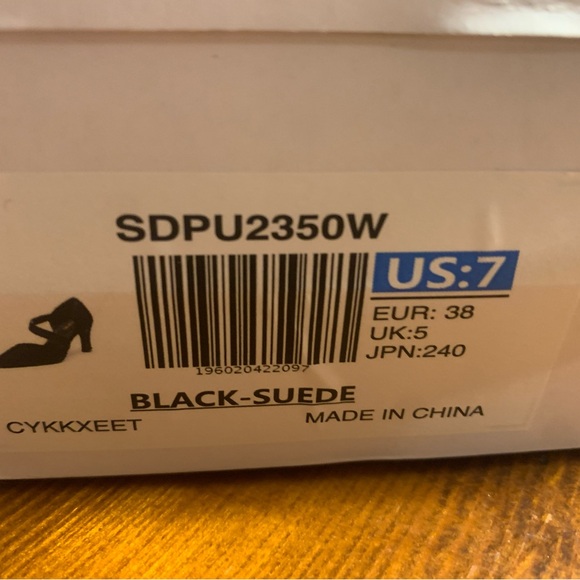 SDPU2350W
US:7
EUR: 38
UK:5
JPN:240
196020422097
BLACK-SUEDE
CYKKXEET
MADE IN CHINA